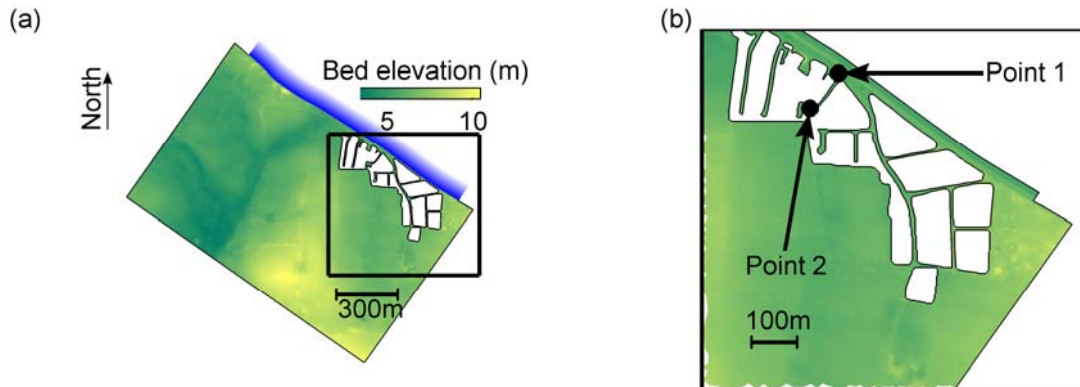 (a)
North
Bed elevation (m)
5 10
300m
(b)
Point 1
Point 2
100m